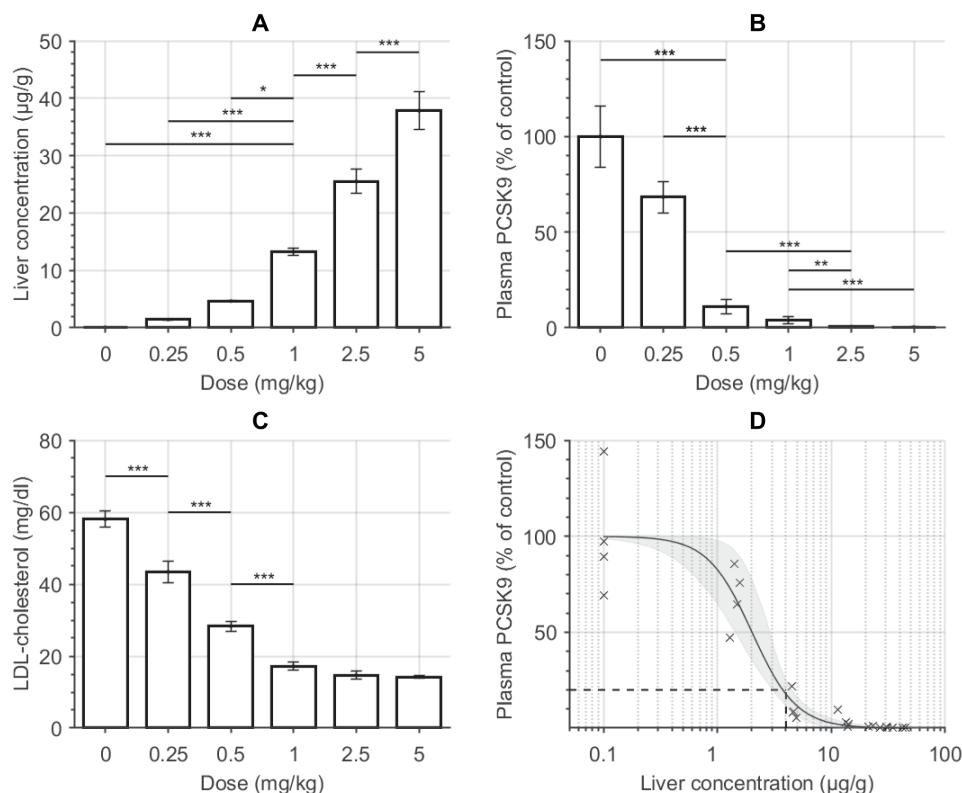 A
Liver concentration (µg/g)
50
40
30
20
10
0
***
***
*
***
***
0 0.25 0.5 1 2.5 5
Dose (mg/kg)
B
Plasma PCSK9 (% of control)
150
100
50
0
***
***
***
**
***
0 0.25 0.5 1 2.5 5
Dose (mg/kg)
C
LDL-cholesterol (mg/dl)
80
60
40
20
0
***
***
***
0 0.25 0.5 1 2.5 5
Dose (mg/kg)
D
Plasma PCSK9 (% of control)
150
100
50
0.1 1 10 100
Liver concentration (µg/g)